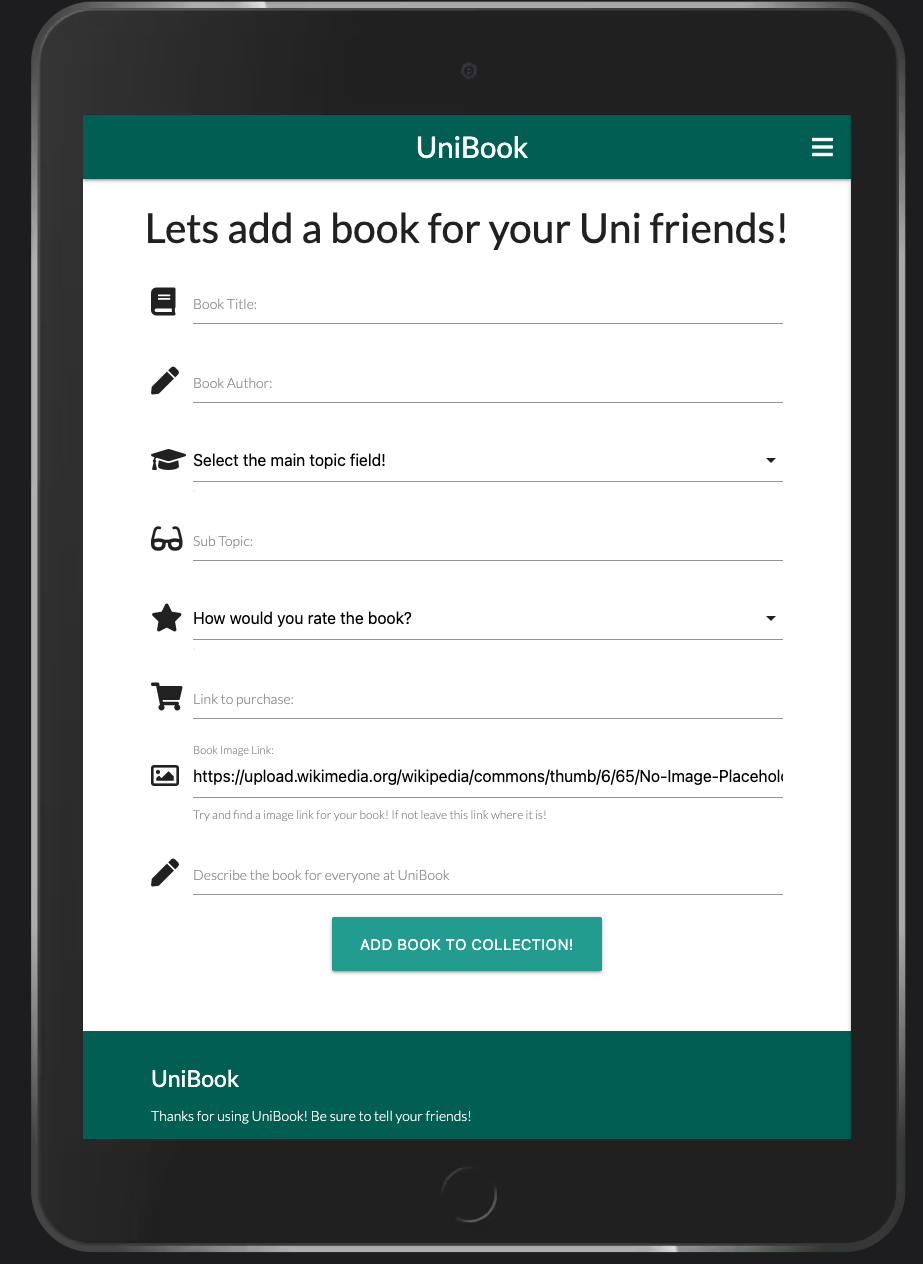 UniBook
Lets add a book for your Uni friends!
Book Title:
Book Author:
Select the main topic field!
Sub Topic:
How would you rate the book?
Link to purchase:
Book Image Link:
https://upload.wikimedia.org/wikipedia/commons/thumb/6/65/No-Image-Placehol
Try and find a image link for your book! If not leave this link where it is!
Describe the book for everyone at UniBook
ADD BOOK TO COLLECTION!
UniBook
Thanks for using UniBook! Be sure to tell your friends!